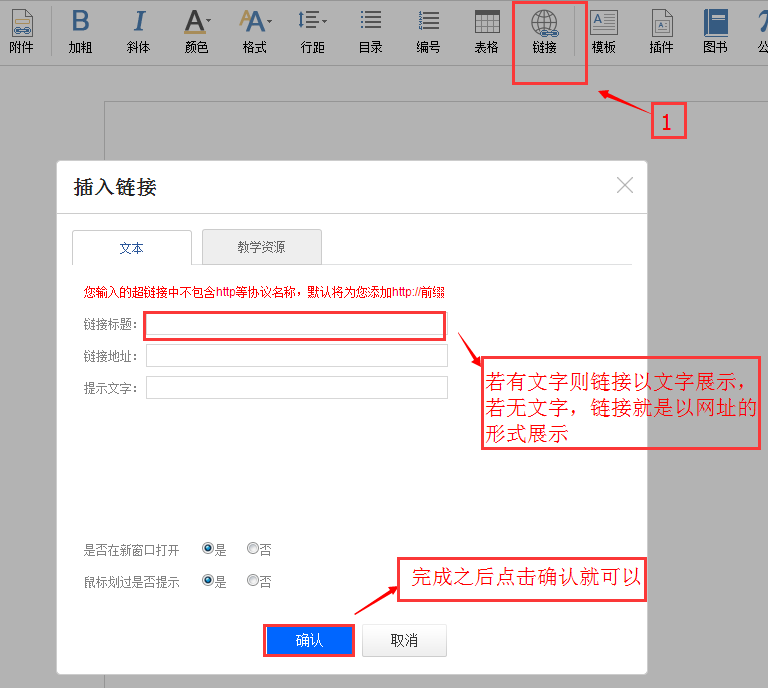 附件 加粗 斜体 颜色 格式 行距 目录 编号 表格 链接 模板 插件 图书
1
插入链接
文本 教学资源
您输入的超链接中不包含http等协议名称，默认将为您添加http://前缀
链接标题：
链接地址：
提示文字：
若有文字则链接以文字展示，
若无文字，链接就是以网址的
形式展示
是否在新窗口打开 是 否
鼠标划过是否提示 是 否
完成之后点击确认就可以
确认 取消